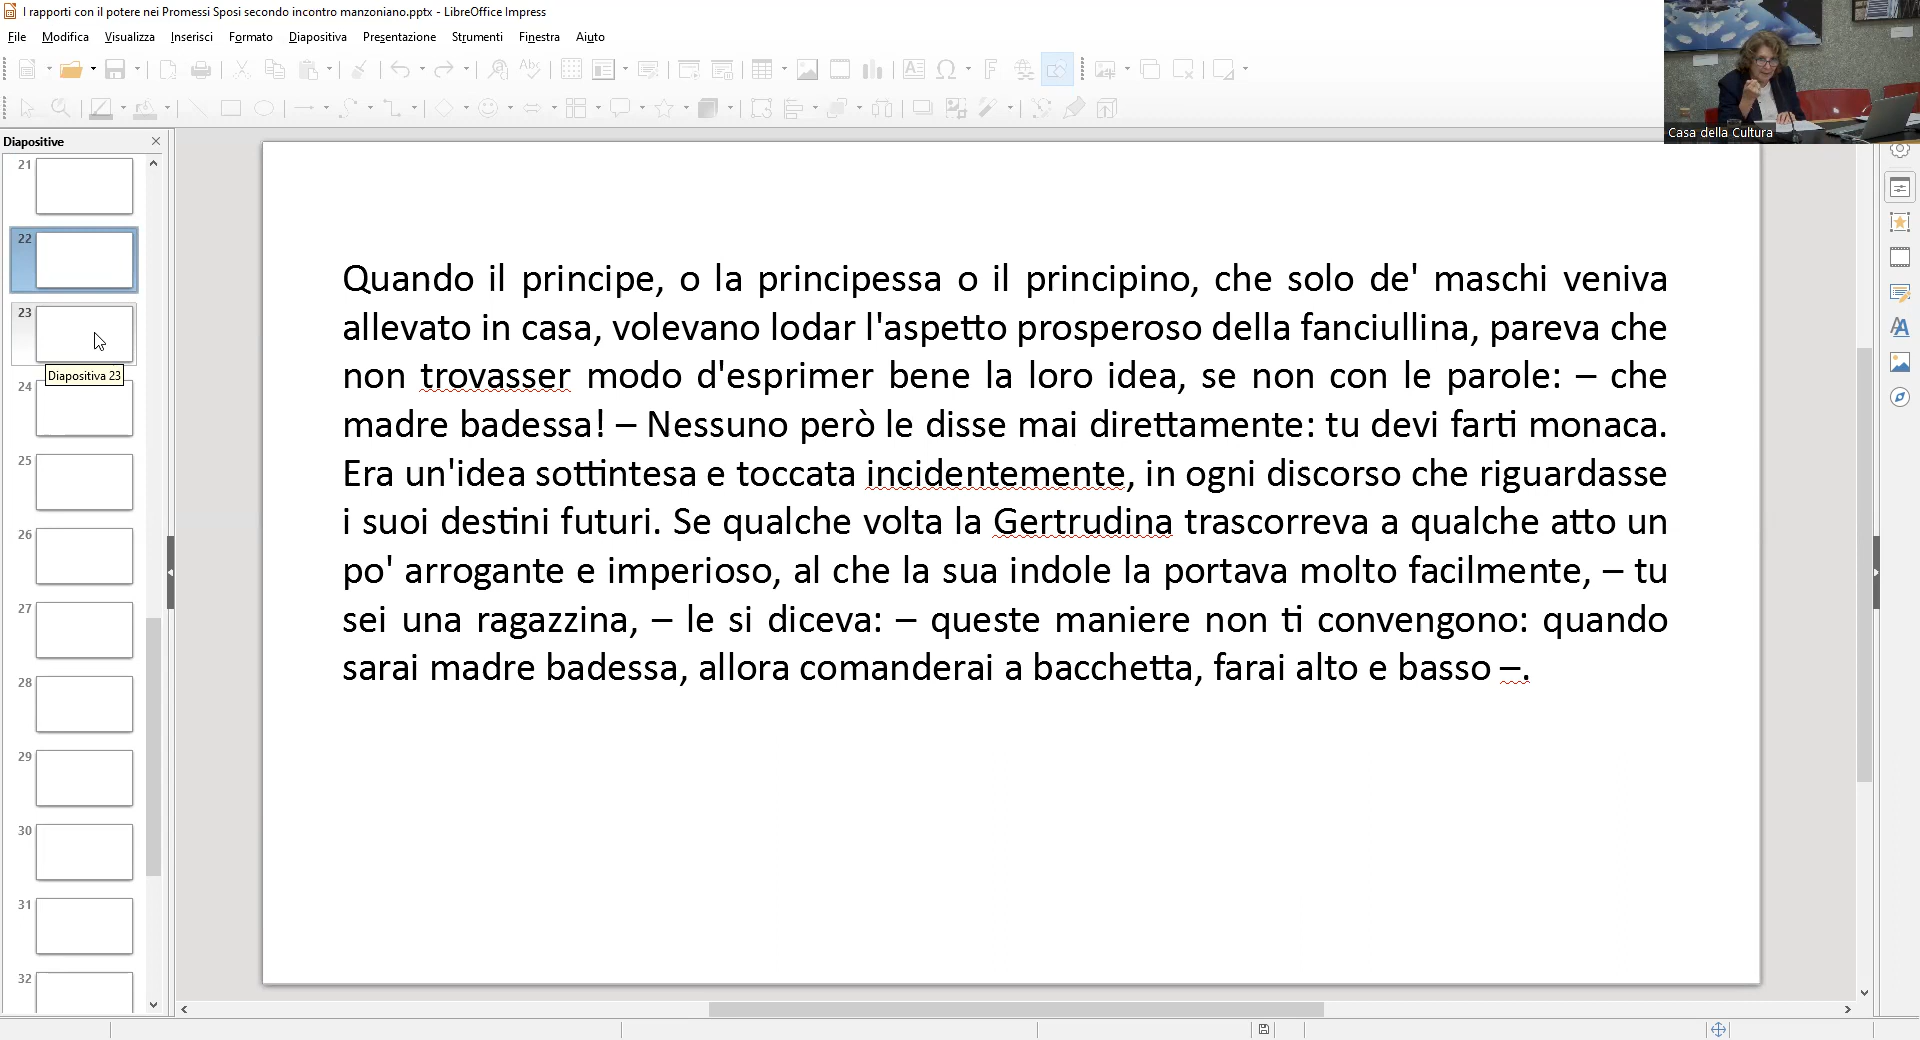 I rapporti con il potere nei Promessi Sposi secondo incontro manzoniano.pptx - LibreOffice Impress
File Modifica Visualizza Inserisci Formato Diapositiva Presentazione Strumenti Finestra Aiuto
Casa della Cultura
Diapositive
21
22
23
Diapositiva 23
24
25
26
27
28
29
30
31
32
Quando il principe, o la principessa o il principino, che solo de' maschi veniva
allevato in casa, volevano lodar l'aspetto prosperoso della fanciullina, pareva che
non trovasser modo d'esprimer bene la loro idea, se non con le parole: – che
madre badessa! – Nessuno però le disse mai direttamente: tu devi farti monaca.
Era un'idea sottintesa e toccata incidentemente, in ogni discorso che riguardasse
i suoi destini futuri. Se qualche volta la Gertrudina trascorreva a qualche atto un
po' arrogante e imperioso, al che la sua indole la portava molto facilmente, – tu
sei una ragazzina, – le si diceva: – queste maniere non ti convengono: quando
sarai madre badessa, allora comanderai a bacchetta, farai alto e basso –.